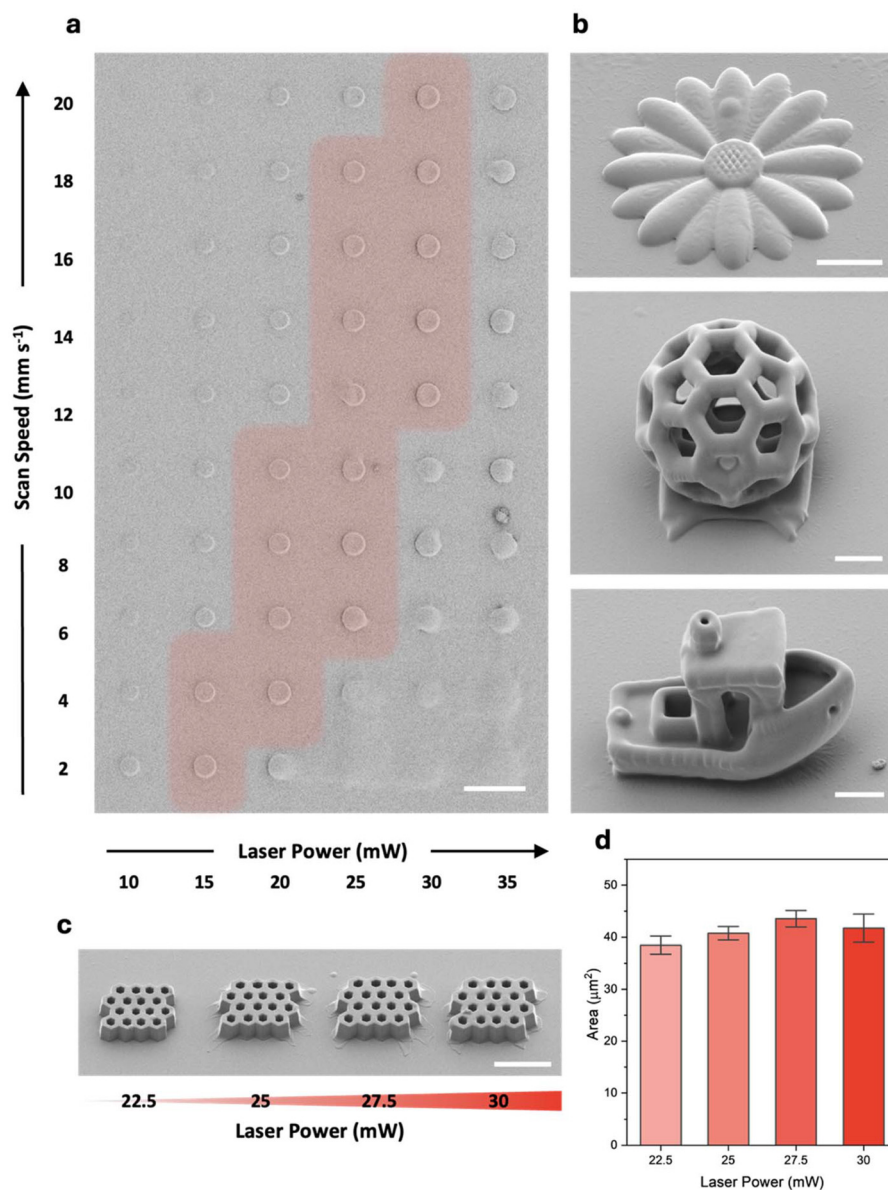 a
b
20
18
16
14
12
10
8
6
4
2
Scan Speed (mm s⁻¹)
Laser Power (mW)
10 15 20 25 30 35
c
22.5 25 27.5 30
Laser Power (mW)
d
50
40
30
20
10
0
Area (μm²)
22.5 25 27.5 30
Laser Power (mW)